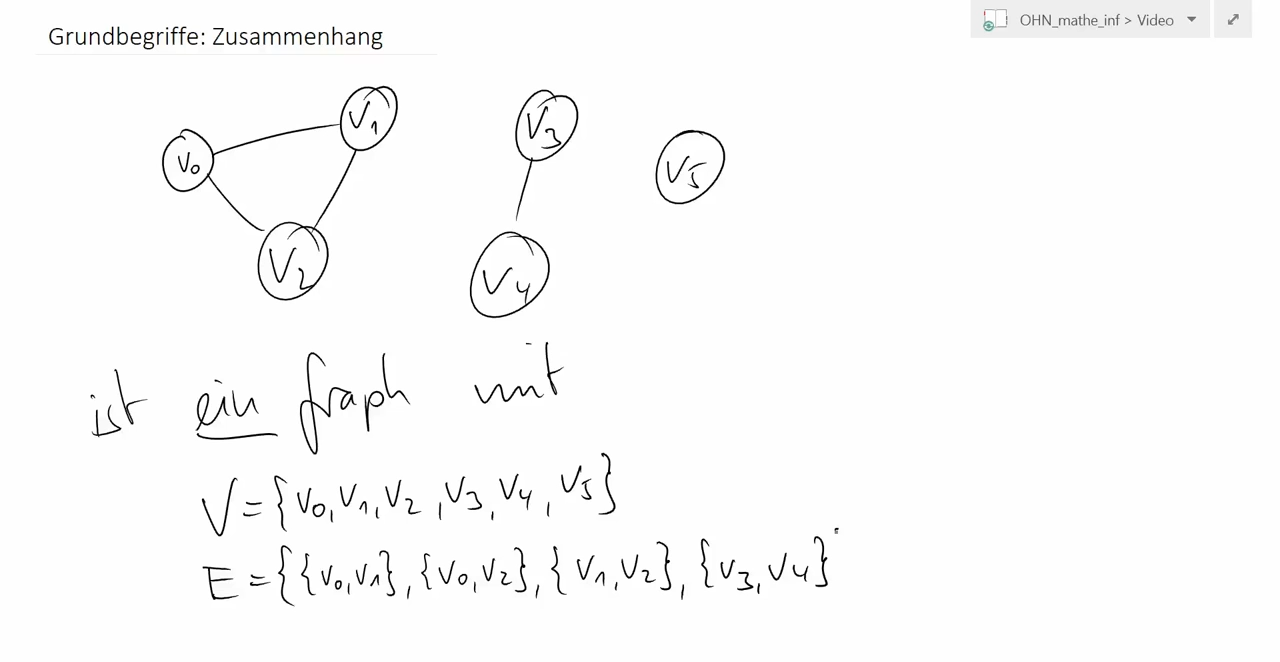 Grundbegriffe: Zusammenhang
OHN_mathe_inf > Video
V₁
V₃
V₀
V₅
V₂
V₄
ist ein Graph mit
V={V₀,V₁,V₂,V₃,V₄,V₅}
E={{V₀,V₁},{V₀,V₂},{V₁,V₂},{V₃,V₄}